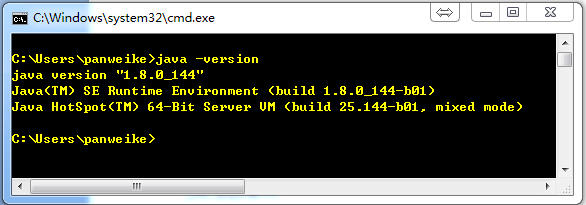 C:\Windows\system32\cmd.exe
C:\Users\panweike>java -version
java version "1.8.0_144"
Java(TM) SE Runtime Environment (build 1.8.0_144-b01)
Java HotSpot(TM) 64-Bit Server VM (build 25.144-b01, mixed mode)
C:\Users\panweike>